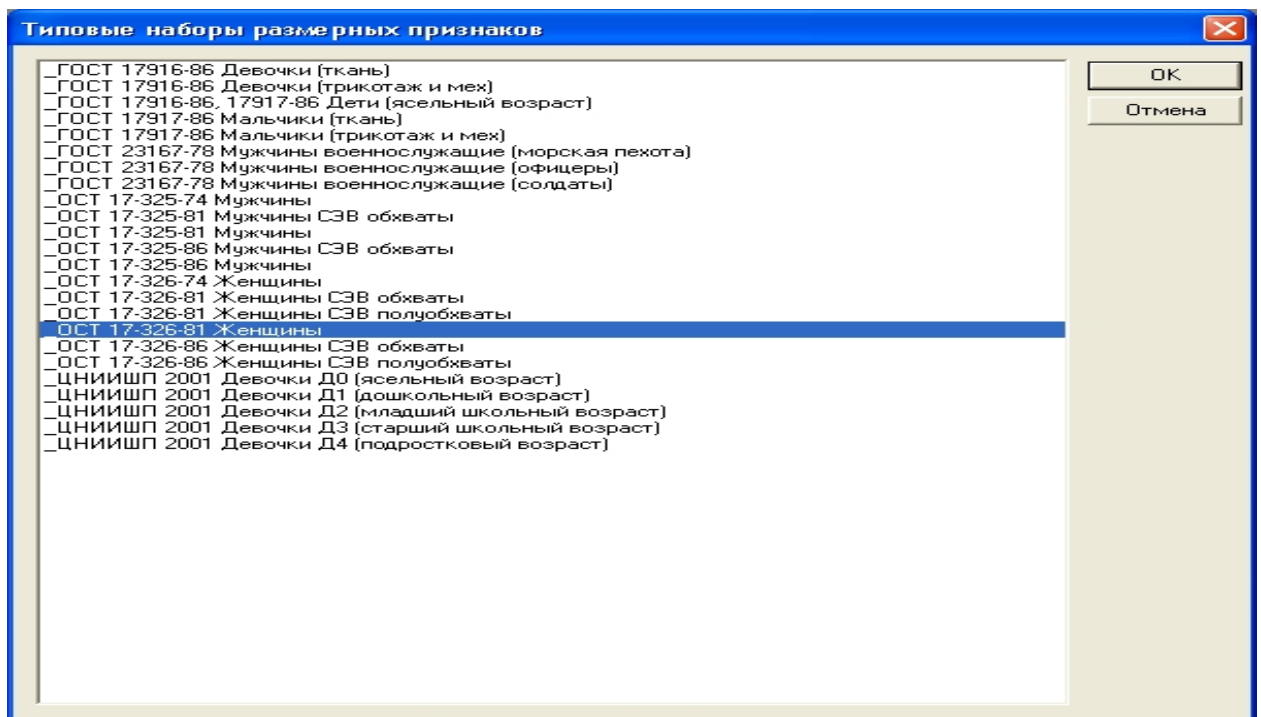 Типовые наборы размерных признаков
_ГОСТ 17916-86 Девочки (ткань)
_ГОСТ 17916-86 Девочки (трикотаж и мех)
_ГОСТ 17916-86, 17917-86 Дети (ясельный возраст)
_ГОСТ 17917-86 Мальчики (ткань)
_ГОСТ 17917-86 Мальчики (трикотаж и мех)
_ГОСТ 23167-78 Мужчины военнослужащие (морская пехота)
_ГОСТ 23167-78 Мужчины военнослужащие (офицеры)
_ГОСТ 23167-78 Мужчины военнослужащие (солдаты)
_ОСТ 17-325-74 Мужчины
_ОСТ 17-325-81 Мужчины СЭВ обхваты
_ОСТ 17-325-81 Мужчины
_ОСТ 17-325-86 Мужчины СЭВ обхваты
_ОСТ 17-325-86 Мужчины
_ОСТ 17-326-74 Женщины
_ОСТ 17-326-81 Женщины СЭВ обхваты
_ОСТ 17-326-81 Женщины СЭВ полуобхваты
_ОСТ 17-326-81 Женщины
_ОСТ 17-326-86 Женщины СЭВ обхваты
_ОСТ 17-326-86 Женщины СЭВ полуобхваты
_ЦНИИШП 2001 Девочки Д0 (ясельный возраст)
_ЦНИИШП 2001 Девочки Д1 (дошкольный возраст)
_ЦНИИШП 2001 Девочки Д2 (младший школьный возраст)
_ЦНИИШП 2001 Девочки Д3 (старший школьный возраст)
_ЦНИИШП 2001 Девочки Д4 (подростковый возраст)
OK
Отмена